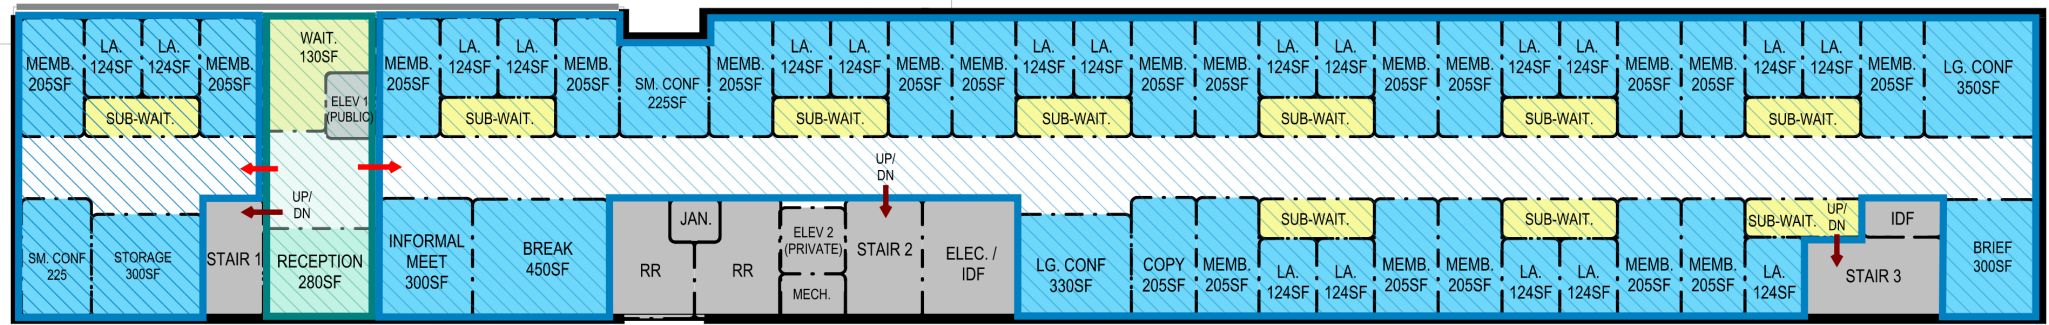 MEMB.
205SF
LA.
124SF
LA.
124SF
MEMB.
205SF
SUB-WAIT.
WAIT.
130SF
ELEV 1
(PUBLIC)
MEMB.
205SF
LA.
124SF
LA.
124SF
MEMB.
205SF
SUB-WAIT.
SM. CONF
225SF
MEMB.
205SF
LA.
124SF
LA.
124SF
SUB-WAIT.
MEMB.
205SF
MEMB.
205SF
LA.
124SF
LA.
124SF
SUB-WAIT.
MEMB.
205SF
MEMB.
205SF
LA.
124SF
LA.
124SF
SUB-WAIT.
MEMB.
205SF
MEMB.
205SF
LA.
124SF
LA.
124SF
SUB-WAIT.
MEMB.
205SF
MEMB.
205SF
LA.
124SF
LA.
124SF
SUB-WAIT.
MEMB.
205SF
LG. CONF
350SF
SM. CONF
225
STORAGE
300SF
STAIR 1
UP/
DN
RECEPTION
280SF
INFORMAL
MEET
300SF
BREAK
450SF
RR
JAN.
RR
ELEV 2
(PRIVATE)
MECH.
UP/
DN
STAIR 2
ELEC. /
IDF
LG. CONF
330SF
COPY
205SF
MEMB.
205SF
SUB-WAIT.
LA.
124SF
LA.
124SF
MEMB.
205SF
MEMB.
205SF
SUB-WAIT.
LA.
124SF
LA.
124SF
MEMB.
205SF
MEMB.
205SF
SUB-WAIT.
LA.
124SF
UP/
DN
IDF
STAIR 3
BRIEF
300SF